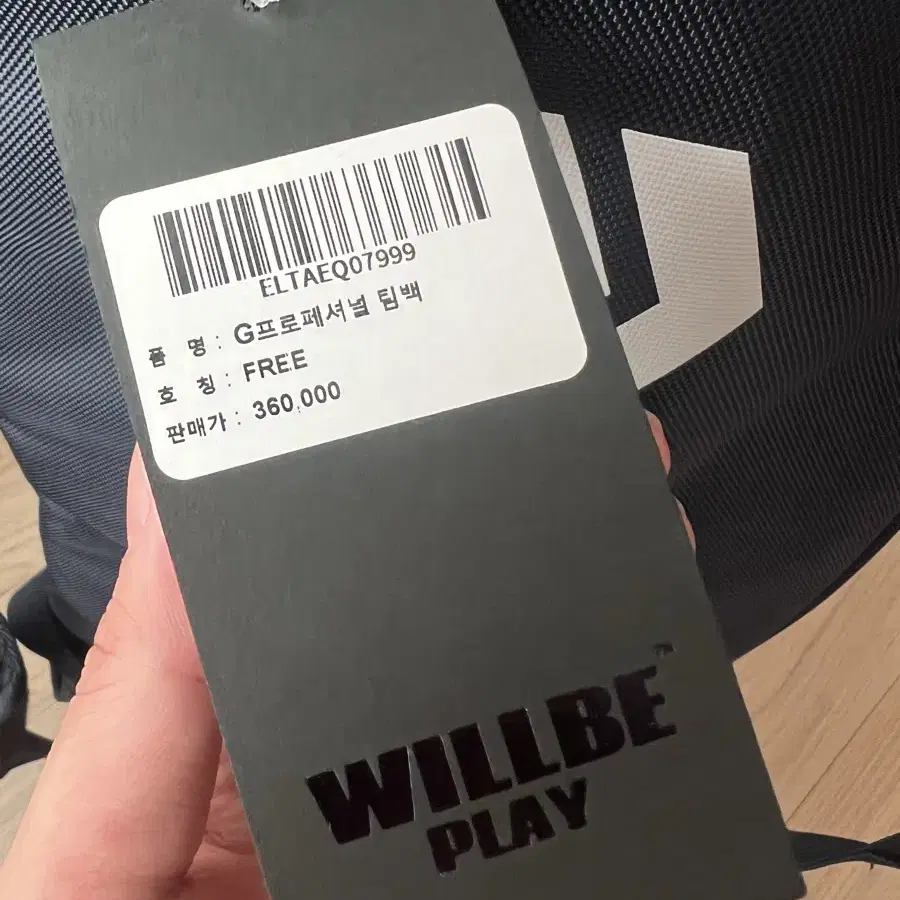 ELTAEQ07999
품 명 : G프로페셔널 팀백
호 칭 : FREE
판매가 : 360,000
WILLBE™
PLAY